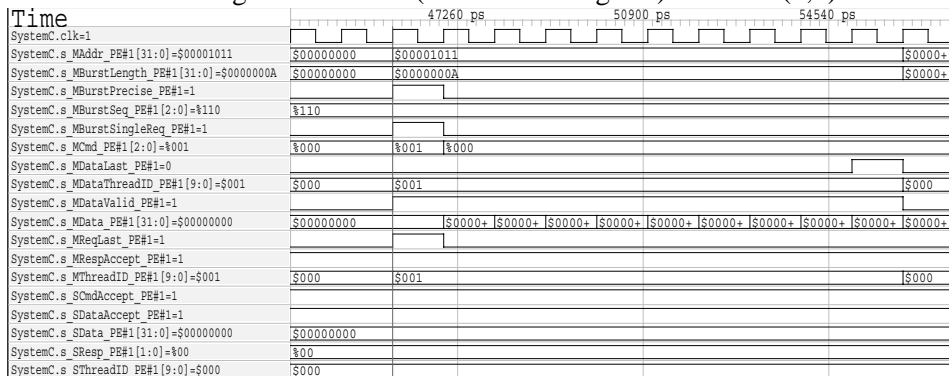 Time 47260 ps 50900 ps 54540 ps
SystemC.clk=1
SystemC.s_MAddr_PE#1[31:0]=$00001011 $00000000 $00001011 $0000+
SystemC.s_MBurstLength_PE#1[31:0]=$0000000A $00000000 $0000000A $0000+
SystemC.s_MBurstPrecise_PE#1=1
SystemC.s_MBurstSeq_PE#1[2:0]=%110 %110
SystemC.s_MBurstSingleReq_PE#1=1
SystemC.s_MCmd_PE#1[2:0]=%001 %000 %001 %000
SystemC.s_MDataLast_PE#1=0
SystemC.s_MDataThreadID_PE#1[9:0]=$001 $000 $001 $000
SystemC.s_MDataValid_PE#1=1
SystemC.s_MData_PE#1[31:0]=$00000000 $00000000 $0000+ $0000+ $0000+ $0000+ $0000+ $0000+ $0000+ $0000+ $0000+ $0000+
SystemC.s_MReqLast_PE#1=1
SystemC.s_MRespAccept_PE#1=1
SystemC.s_MThreadID_PE#1[9:0]=$001 $000 $001 $000
SystemC.s_SCmdAccept_PE#1=1
SystemC.s_SDataAccept_PE#1=1
SystemC.s_SData_PE#1[31:0]=$00000000 $00000000
SystemC.s_SResp_PE#1[1:0]=%00 %00
SystemC.s_SThreadID_PE#1[9:0]=$000 $000